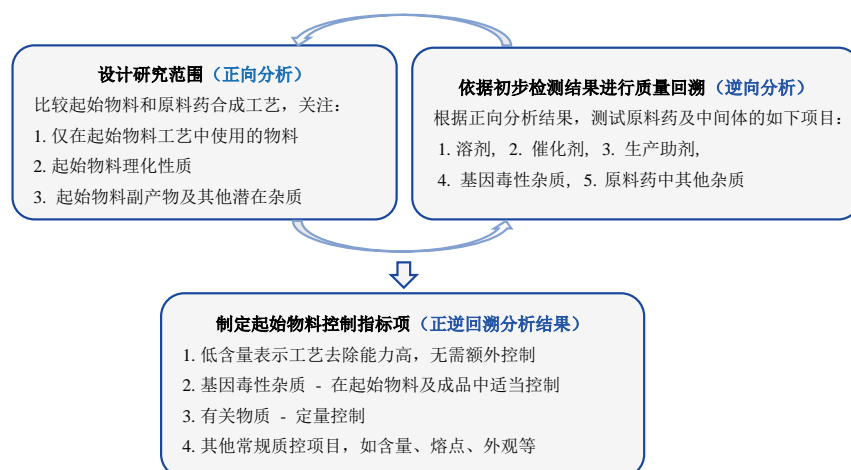 设计研究范围（正向分析）
比较起始物料和原料药合成工艺，关注：
1. 仅在起始物料工艺中使用的物料
2. 起始物料理化性质
3. 起始物料副产物及其他潜在杂质
依据初步检测结果进行质量回溯（逆向分析）
根据正向分析结果，测试原料药及中间体的如下项目：
1. 溶剂, 2. 催化剂, 3. 生产助剂,
4. 基因毒性杂质, 5. 原料药中其他杂质
制定起始物料控制指标项（正逆回溯分析结果）
1. 低含量表示工艺去除能力高，无需额外控制
2. 基因毒性杂质 - 在起始物料及成品中适当控制
3. 有关物质 - 定量控制
4. 其他常规质控项目，如含量、熔点、外观等